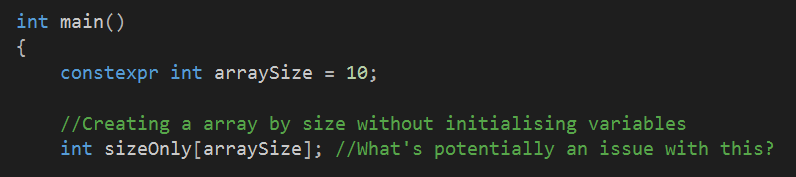 int main()
{
constexpr int arraySize = 10;
//Creating a array by size without initialising variables
int sizeOnly[arraySize]; //What's potentially an issue with this?